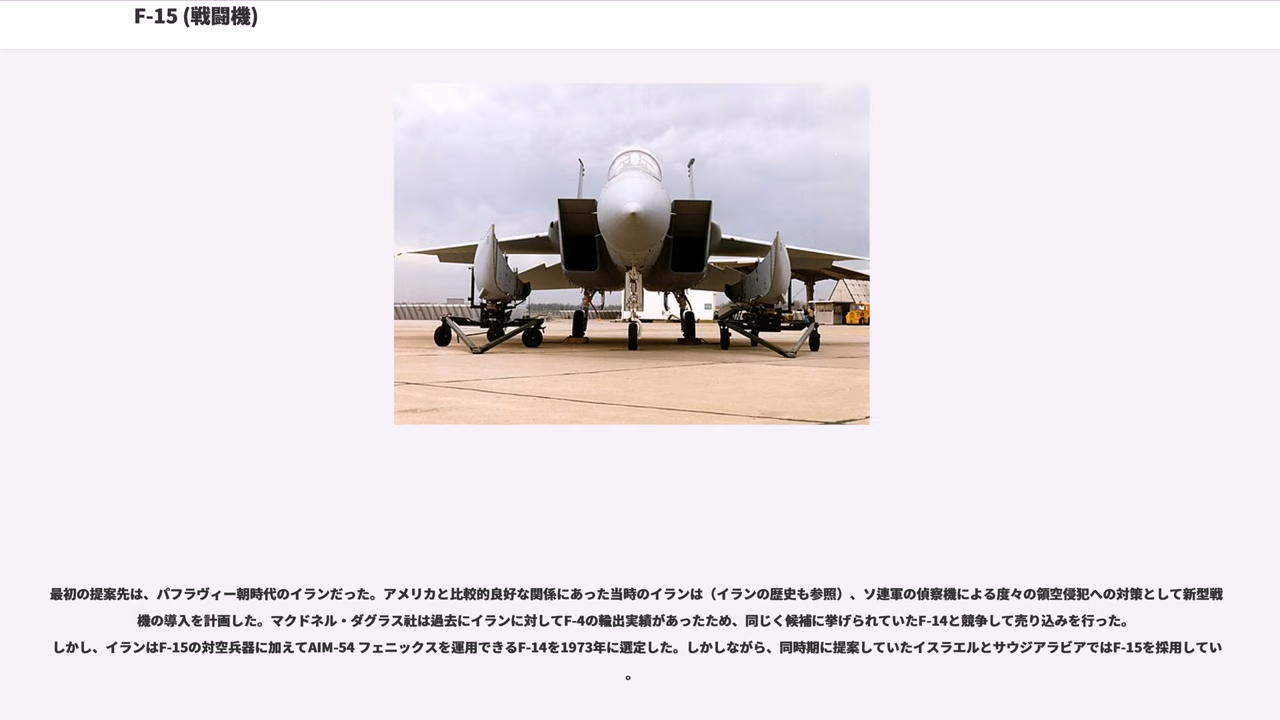 F-15 (戦闘機)
最初の提案先は、パフラヴィー朝時代のイランだった。アメリカと比較的良好な関係にあった当時のイランは（イランの歴史も参照）、ソ連軍の偵察機による度々の領空侵犯への対策として新型戦
機の導入を計画した。マクドネル・ダグラス社は過去にイランに対してF-4の輸出実績があったため、同じく候補に挙げられていたF-14と競争して売り込みを行った。
しかし、イランはF-15の対空兵器に加えてAIM-54 フェニックスを運用できるF-14を1973年に選定した。しかしながら、同時期に提案していたイスラエルとサウジアラビアではF-15を採用してい
。